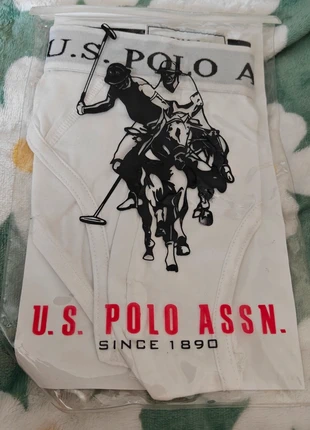 U.S. POLO A
U.S. POLO ASSN.
SINCE 1890